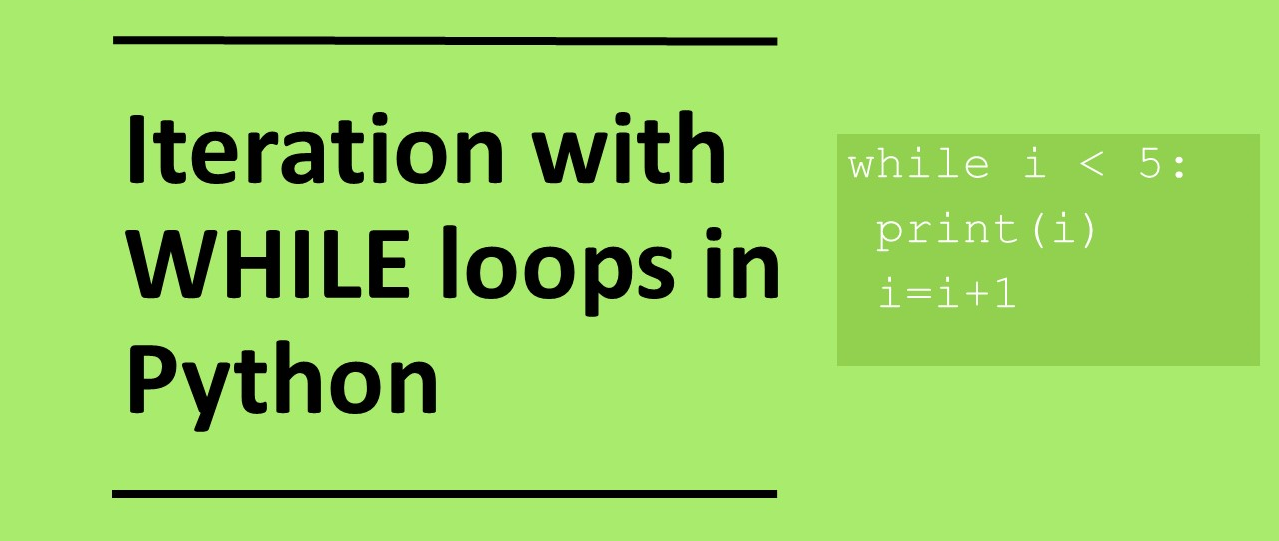 Iteration with
WHILE loops in
Python
while i < 5:
 print(i)
 i=i+1